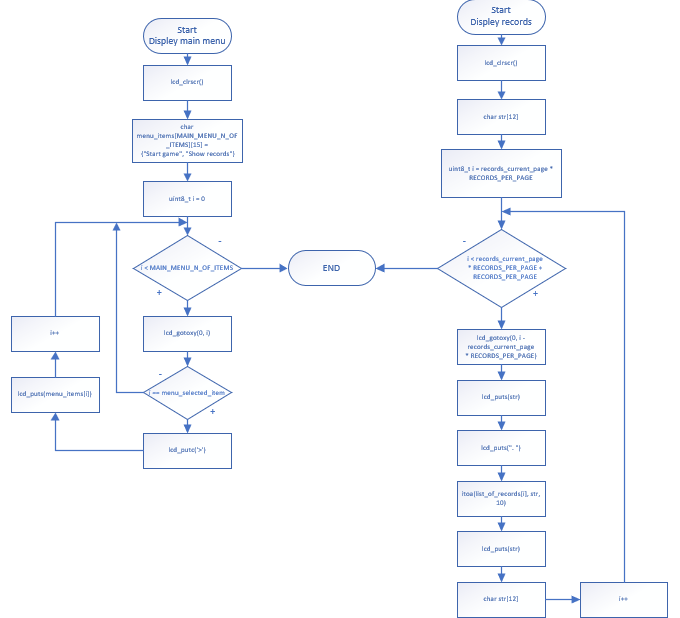 Start
Displey main menu
lcd_clrscr()
char
menu_items[MAIN_MENU_N_OF
_ITEMS][15] =
{"Start game", "Show records"}
uint8_t i = 0
-
i < MAIN_MENU_N_OF_ITEMS
+
lcd_gotoxy(0, i)
-
i == menu_selected_item
+
lcd_putc('>')
lcd_puts(menu_items[i])
i++
END
Start
Displey records
lcd_clrscr()
char str[12]
uint8_t i = records_current_page *
RECORDS_PER_PAGE
-
i < records_current_page
* RECORDS_PER_PAGE +
RECORDS_PER_PAGE
+
lcd_gotoxy(0, i -
records_current_page
* RECORDS_PER_PAGE)
lcd_puts(str)
lcd_puts(". ")
itoa(list_of_records[i], str,
10)
lcd_puts(str)
char str[12]
i++